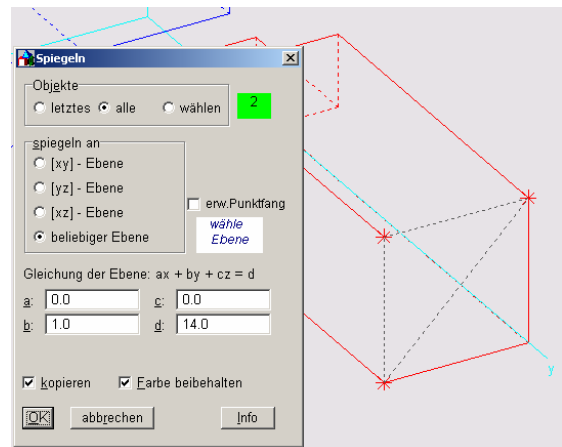 Spiegeln
Objekte
letztes alle wählen 2
spiegeln an
[xy] - Ebene
[yz] - Ebene
[xz] - Ebene
beliebiger Ebene
erw.Punktfang
wähle
Ebene
Gleichung der Ebene: ax + by + cz = d
a: 0.0 c: 0.0
b: 1.0 d: 14.0
kopieren Farbe beibehalten
OK abbrechen Info
y